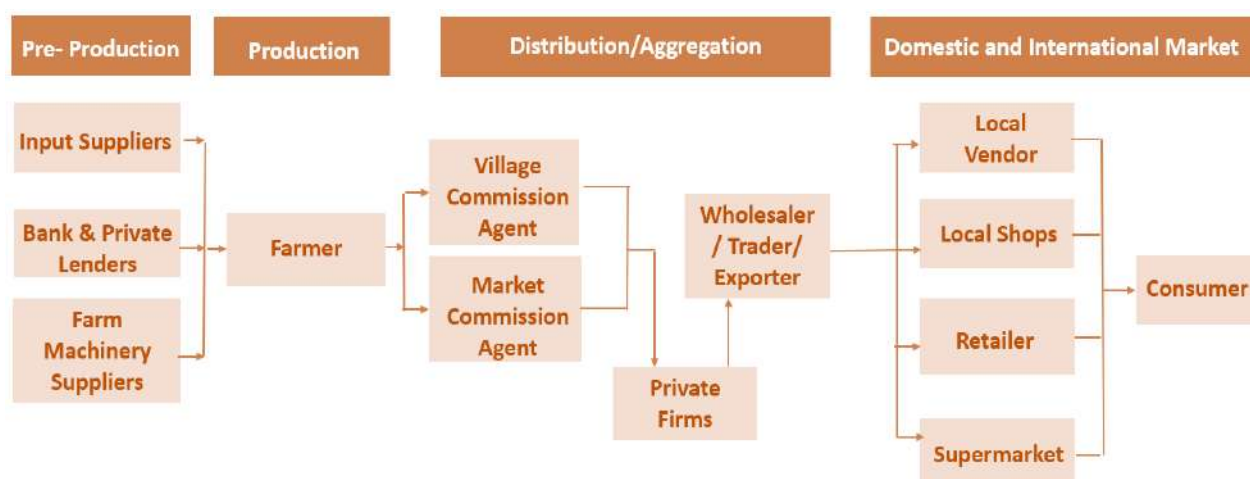 Pre- Production
Production
Distribution/Aggregation
Domestic and International Market
Input Suppliers
Bank & Private
Lenders
Farm
Machinery
Suppliers
Farmer
Village
Commission
Agent
Market
Commission
Agent
Private
Firms
Wholesaler
/ Trader/
Exporter
Local
Vendor
Local Shops
Retailer
Supermarket
Consumer